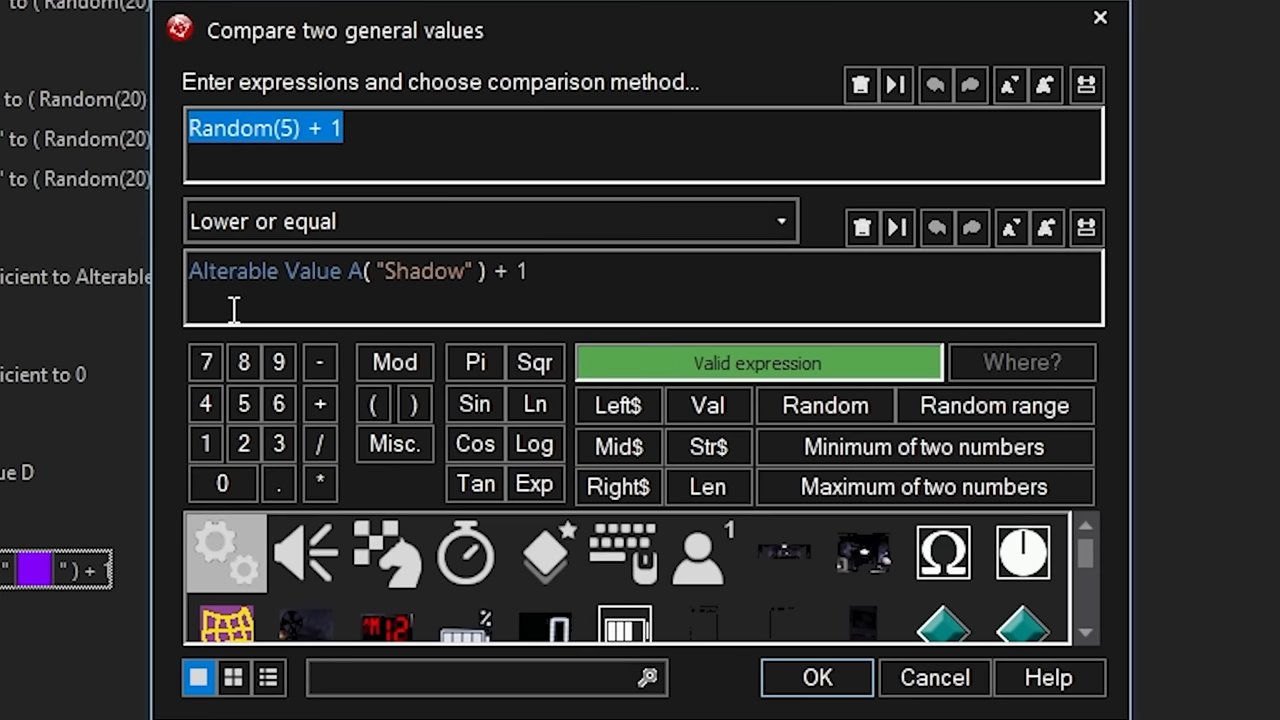 to ( Random(20)
Compare two general values
Enter expressions and choose comparison method...
to ( Random(20)
Random(5) + 1
" to ( Random(20)
" to ( Random(20)
Lower or equal
Alterable Value A( "Shadow" ) + 1
ficient to Alterable
7 8 9 - Mod Pi Sqr Valid expression Where?
icient to 0
4 5 6 + ( ) Sin Ln Left$ Val Random Random range
1 2 3 / Misc. Cos Log Mid$ Str$ Minimum of two numbers
ue D
0 . * Tan Exp Right$ Len Maximum of two numbers
1
Ω
" ") + 1
AM 12 % 0
OK Cancel Help